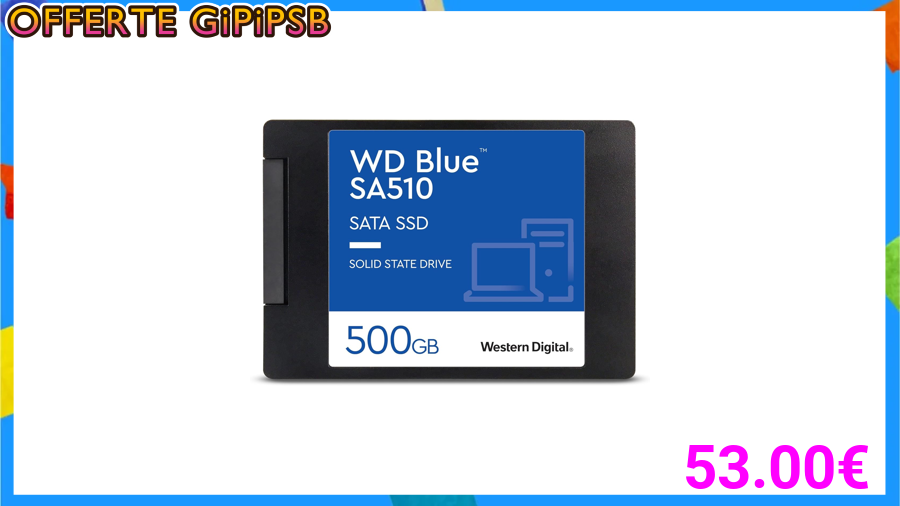 OFFERTE GiPiPSB
WD Blue™
SA510
SATA SSD
SOLID STATE DRIVE
500GB
Western Digital®
53.00€